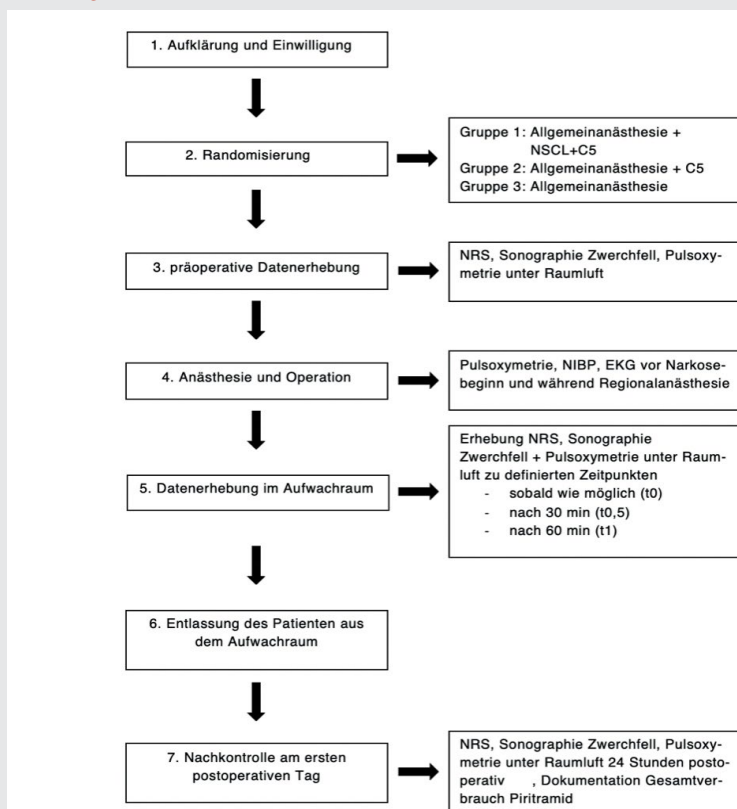 1. Aufklärung und Einwilligung
2. Randomisierung
Gruppe 1: Allgemeinanästhesie +
NSCL+C5
Gruppe 2: Allgemeinanästhesie + C5
Gruppe 3: Allgemeinanästhesie
3. präoperative Datenerhebung
NRS, Sonographie Zwerchfell, Pulsoxy-
metrie unter Raumluft
4. Anästhesie und Operation
Pulsoxymetrie, NIBP, EKG vor Narkose-
beginn und während Regionalanästhesie
5. Datenerhebung im Aufwachraum
Erhebung NRS, Sonographie
Zwerchfell + Pulsoxymetrie unter Raum-
luft zu definierten Zeitpunkten
- sobald wie möglich (t0)
- nach 30 min (t0,5)
- nach 60 min (t1)
6. Entlassung des Patienten aus
dem Aufwachraum
7. Nachkontrolle am ersten
postoperativen Tag
NRS, Sonographie Zwerchfell, Pulsoxy-
metrie unter Raumluft 24 Stunden posto-
perativ , Dokumentation Gesamtver-
brauch Piritramid